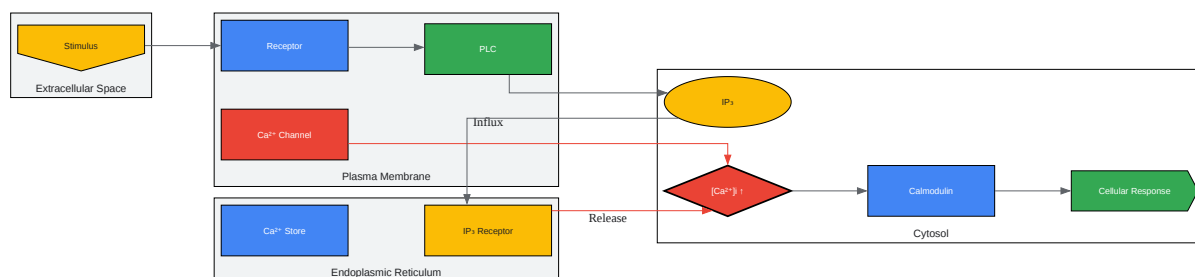 Stimulus
Extracellular Space
Receptor
PLC
Ca²⁺ Channel
Plasma Membrane
Influx
IP₃
[Ca²⁺]i ↑
Calmodulin
Cellular Response
Cytosol
Ca²⁺ Store
IP₃ Receptor
Release
Endoplasmic Reticulum